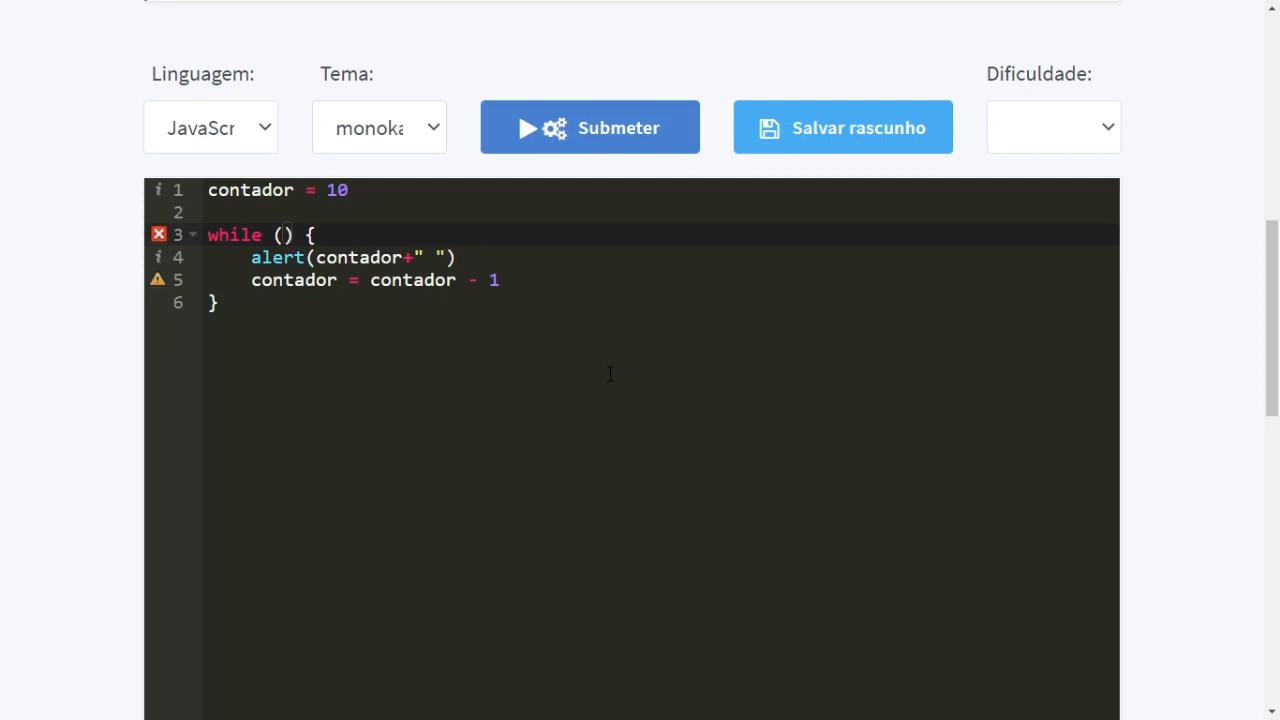 Linguagem: Tema: Dificuldade:
JavaScr monoka Submeter Salvar rascunho
1 contador = 10
2
3 while () {
4     alert(contador+" ")
5     contador = contador - 1
6 }